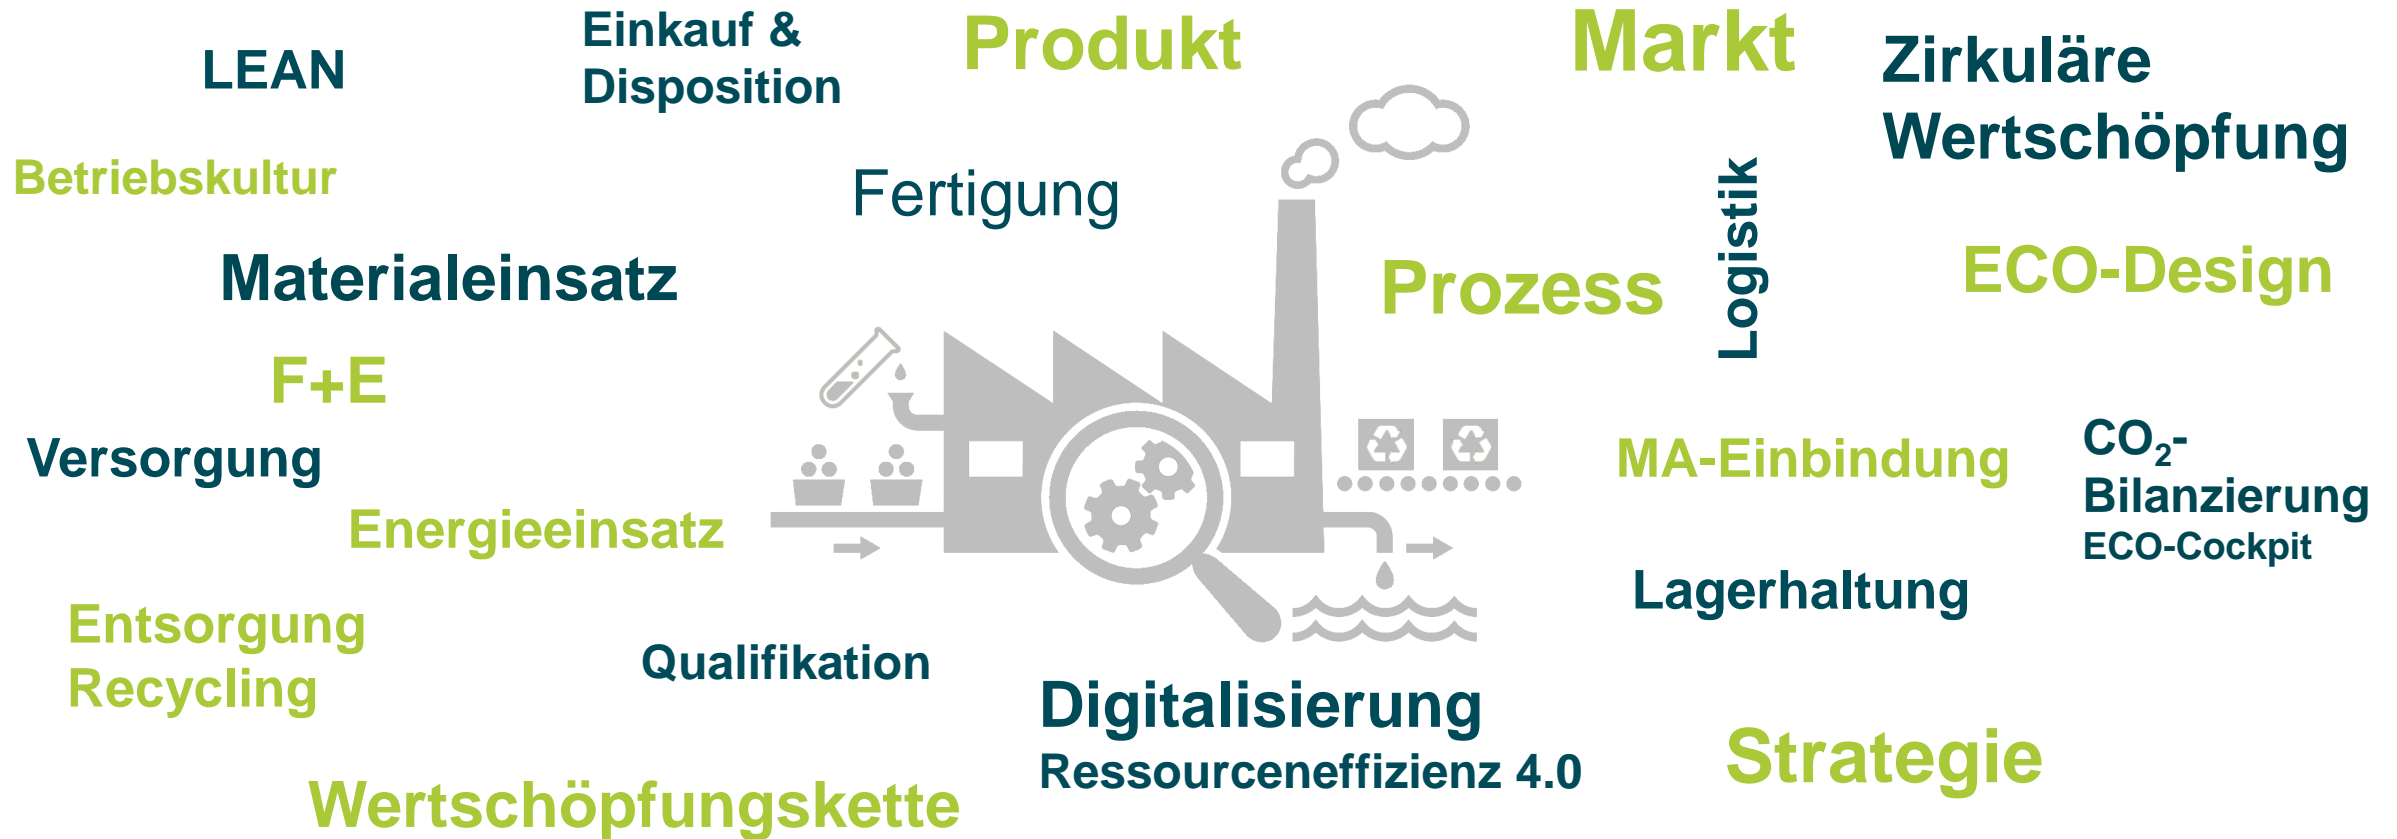 LEAN
Einkauf &
Disposition
Produkt
Markt
Zirkuläre
Wertschöpfung
Betriebskultur
Fertigung
Logistik
Materialeinsatz
Prozess
ECO-Design
F+E
Versorgung
MA-Einbindung
CO₂-
Bilanzierung
ECO-Cockpit
Energieeinsatz
Lagerhaltung
Entsorgung
Recycling
Qualifikation
Digitalisierung
Ressourceneffizienz 4.0
Strategie
Wertschöpfungskette